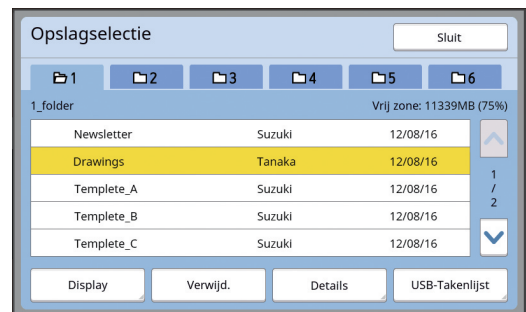 Opslagselectie Sluit
1 2 3 4 5 6
1_folder Vrij zone: 11339MB (75%)
Newsletter Suzuki 12/08/16
Drawings Tanaka 12/08/16
Templete_A Suzuki 12/08/16
Templete_B Suzuki 12/08/16
Templete_C Suzuki 12/08/16
1
/
2
Display Verwijd. Details USB-Takenlijst